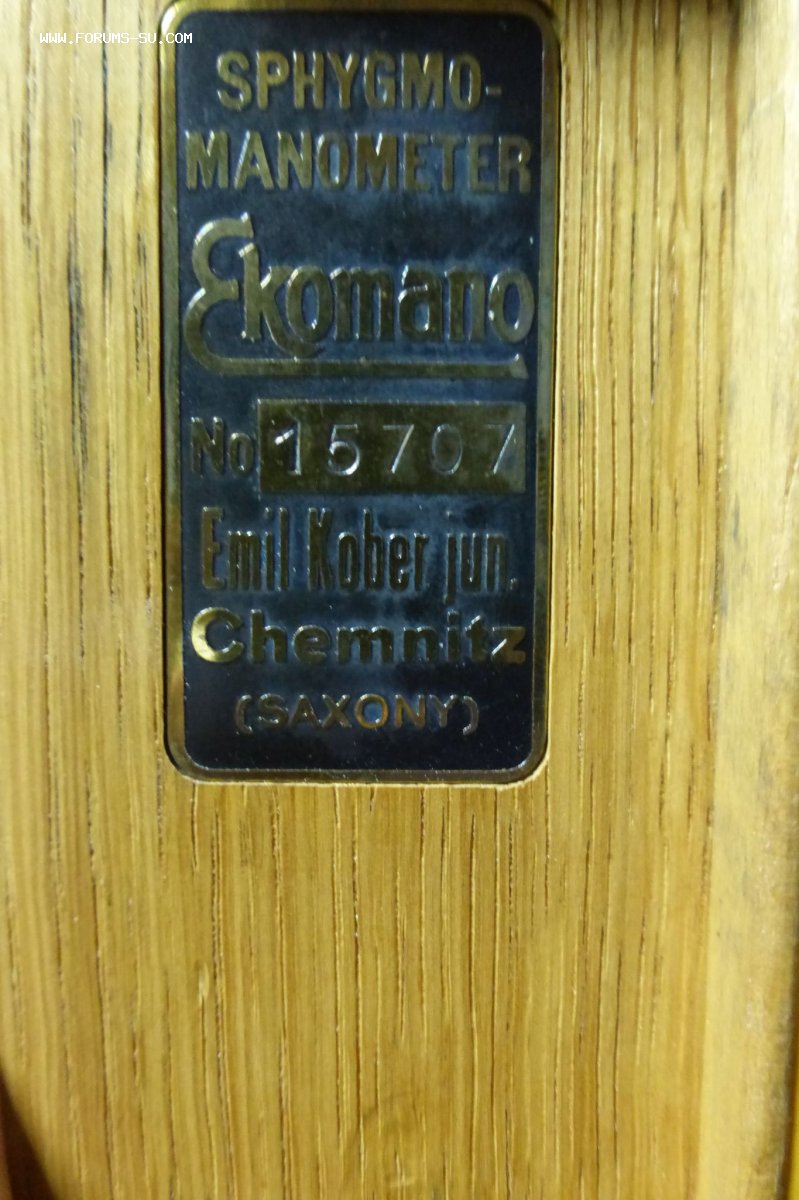 WWW.FORUMS-SU.COM
SPHYGMO-
MANOMETER
Ekomano
No 15707
Emil Kober jun.
Chemnitz
(SAXONY)